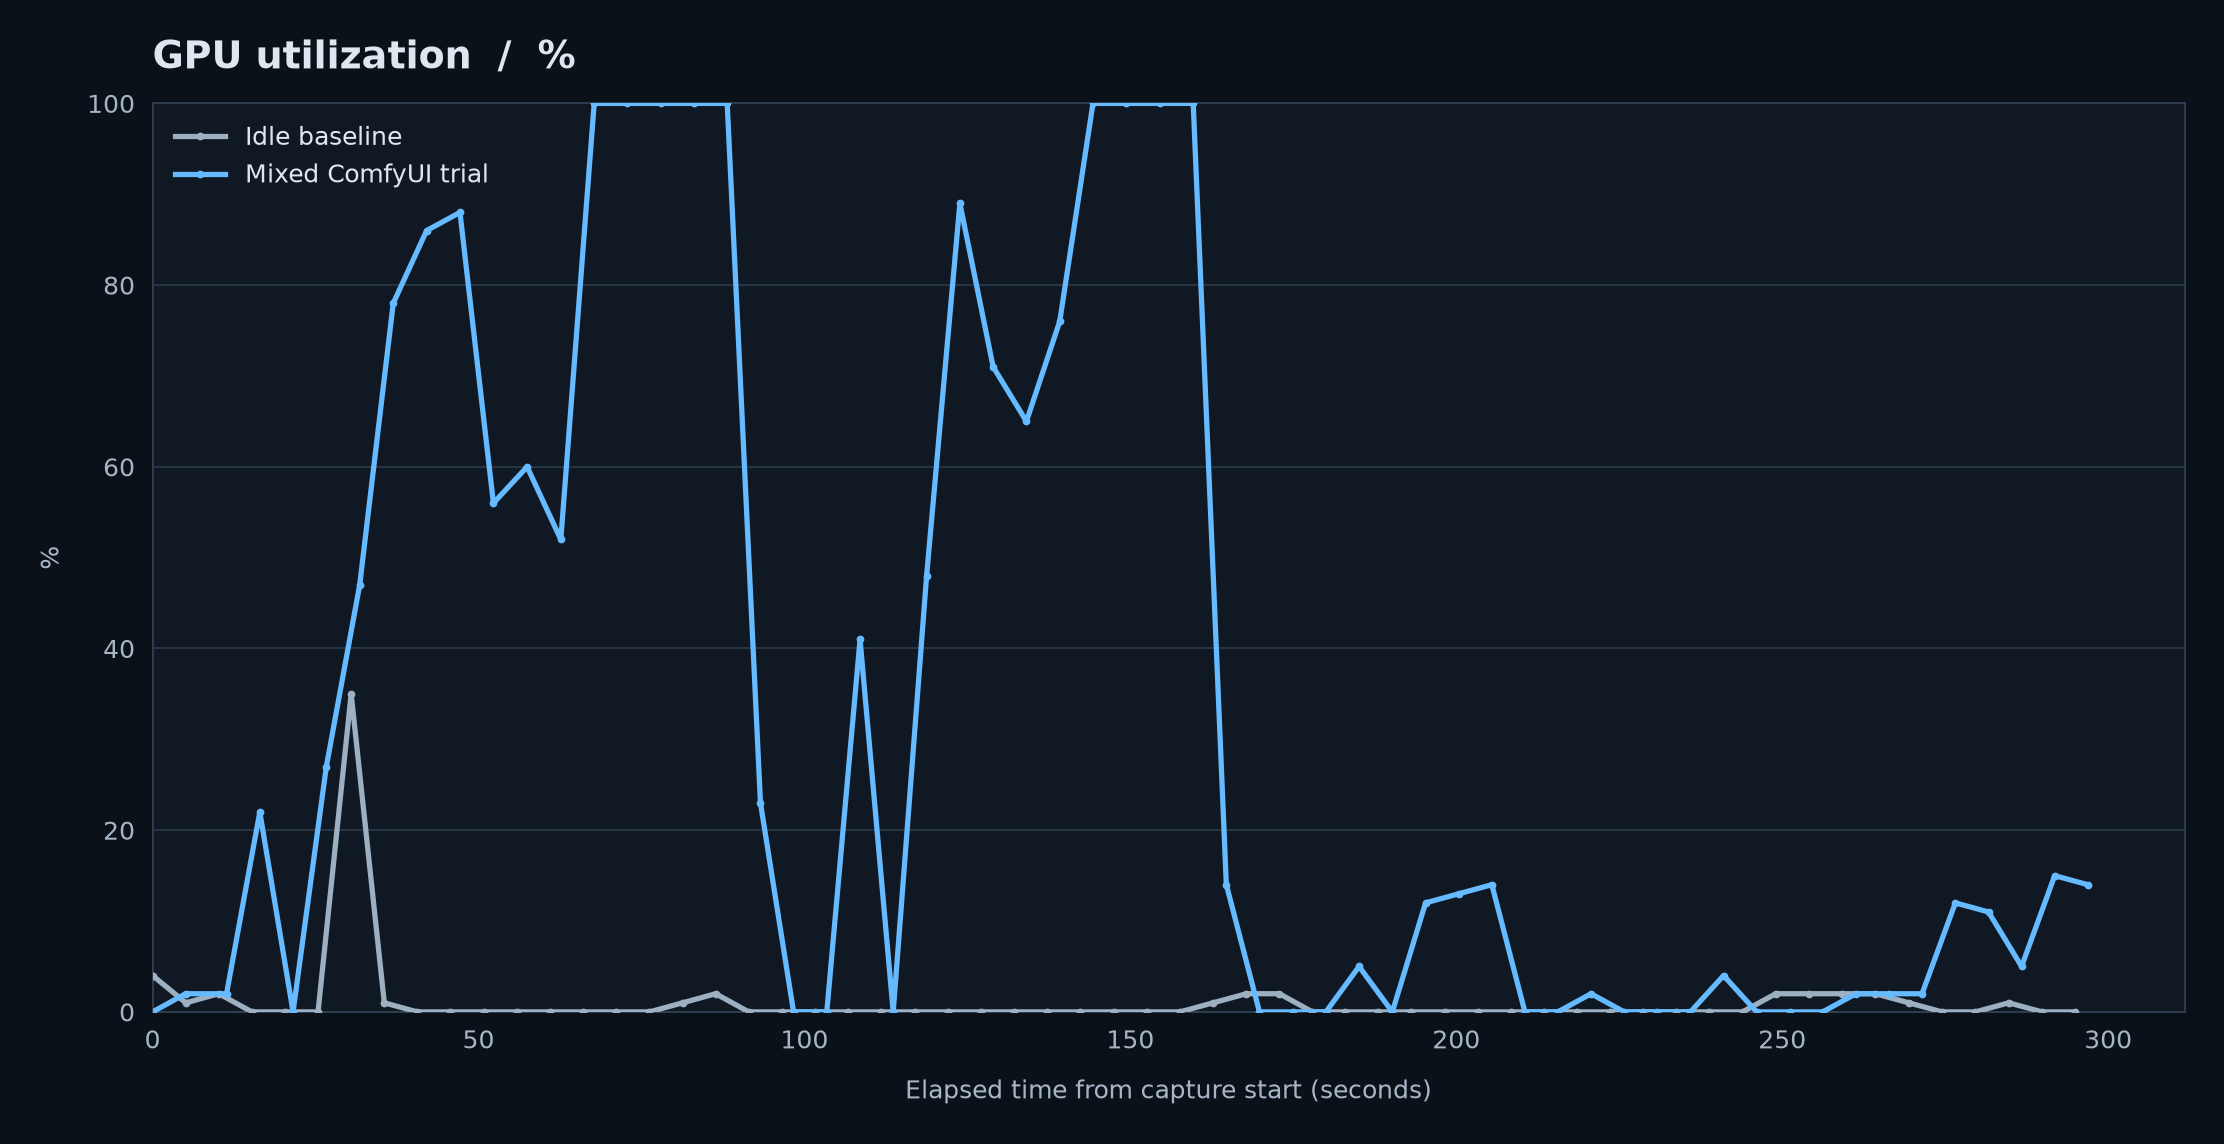 GPU utilization / %
100
Idle baseline
Mixed ComfyUI trial
80
60
%
40
20
0
0 50 100 150 200 250 300
Elapsed time from capture start (seconds)